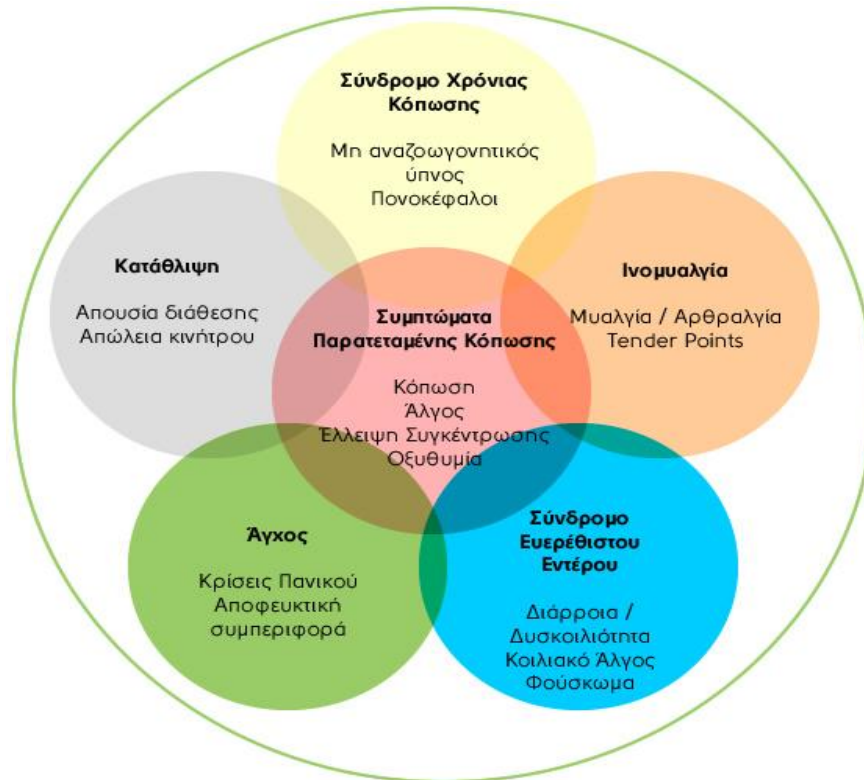 Σύνδρομο Χρόνιας
Κόπωσης
Μη αναζοωγονητικός
ύπνος
Πονοκέφαλοι
Κατάθλιψη
Απουσία διάθεσης
Απώλεια κινήτρου
Συμπτώματα
Παρατεταμένης Κόπωσης
Κόπωση
Άλγος
Έλλειψη Συγκέντρωσης
Οξυθυμία
Ινομυαλγία
Μυαλγία / Αρθραλγία
Tender Points
Άγχος
Κρίσεις Πανικού
Αποφευκτική
συμπεριφορά
Σύνδρομο
Ευερέθιστου
Εντέρου
Διάρροια /
Δυσκοιλιότητα
Κοιλιακό Άλγος
Φούσκωμα